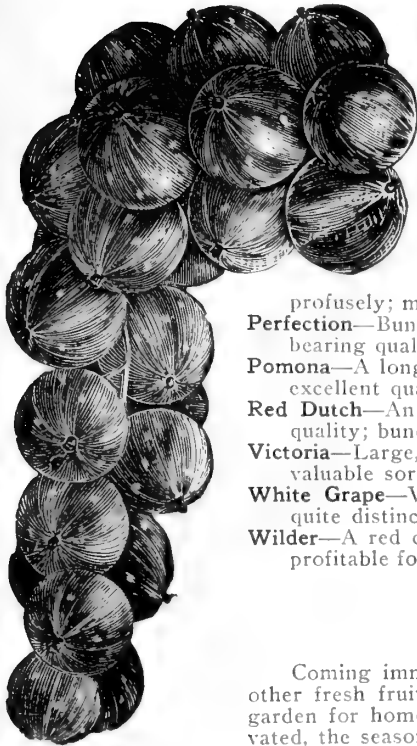 profusely; m
Perfection—Bun
bearing qual
Pomona—A long
excellent qua
Red Dutch—An
quality; bunc
Victoria—Large,
valuable sor
White Grape—V
quite distinc
Wilder—A red c
profitable fo
Coming imm
other fresh fruit
garden for hom
vated, the seaso